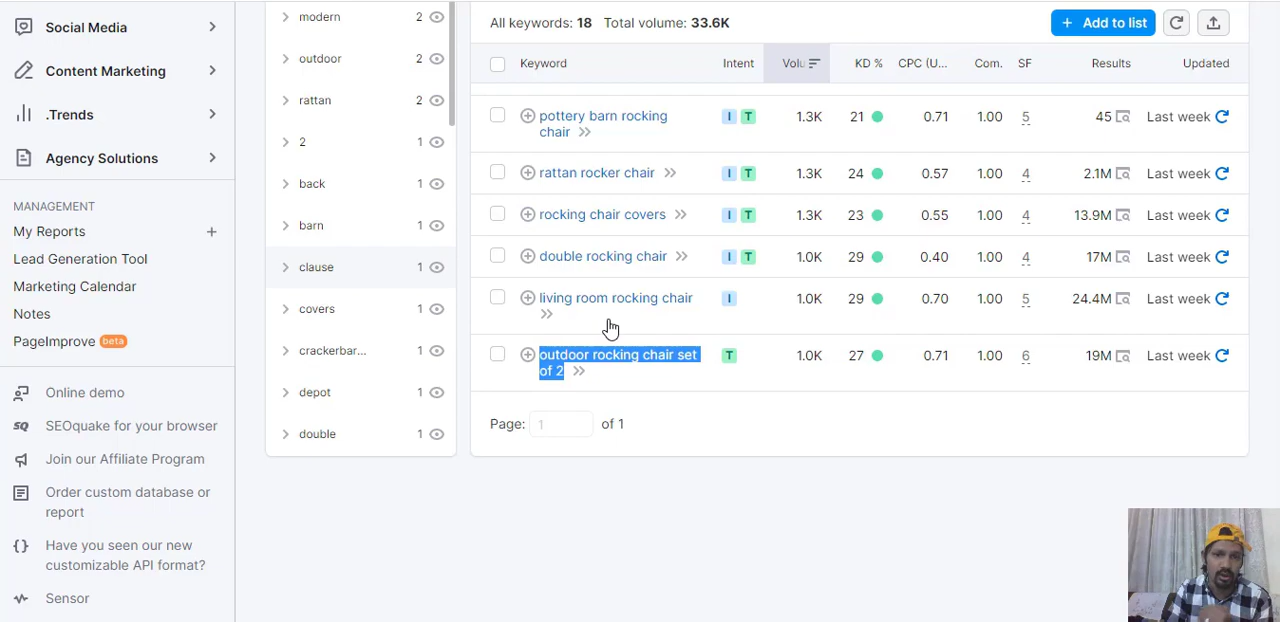 Social Media
Content Marketing
.Trends
Agency Solutions
MANAGEMENT
My Reports
Lead Generation Tool
Marketing Calendar
Notes
PageImprove beta
Online demo
SQ SEOquake for your browser
Join our Affiliate Program
Order custom database or
report
{} Have you seen our new
customizable API format?
Sensor
modern 2
outdoor 2
rattan 2
2 1
back 1
barn 1
clause 1
covers 1
crackerbar... 1
depot 1
double 1
All keywords: 18 Total volume: 33.6K
+ Add to list
Keyword Intent Volu KD % CPC (U... Com. SF Results Updated
pottery barn rocking
chair >> I T 1.3K 21 0.71 1.00 5 45 Last week
rattan rocker chair >> I T 1.3K 24 0.57 1.00 4 2.1M Last week
rocking chair covers >> I T 1.3K 23 0.55 1.00 4 13.9M Last week
double rocking chair >> I T 1.0K 29 0.40 1.00 4 17M Last week
living room rocking chair
>> I 1.0K 29 0.70 1.00 5 24.4M Last week
outdoor rocking chair set
of 2 >> T 1.0K 27 0.71 1.00 6 19M Last week
Page: 1 of 1